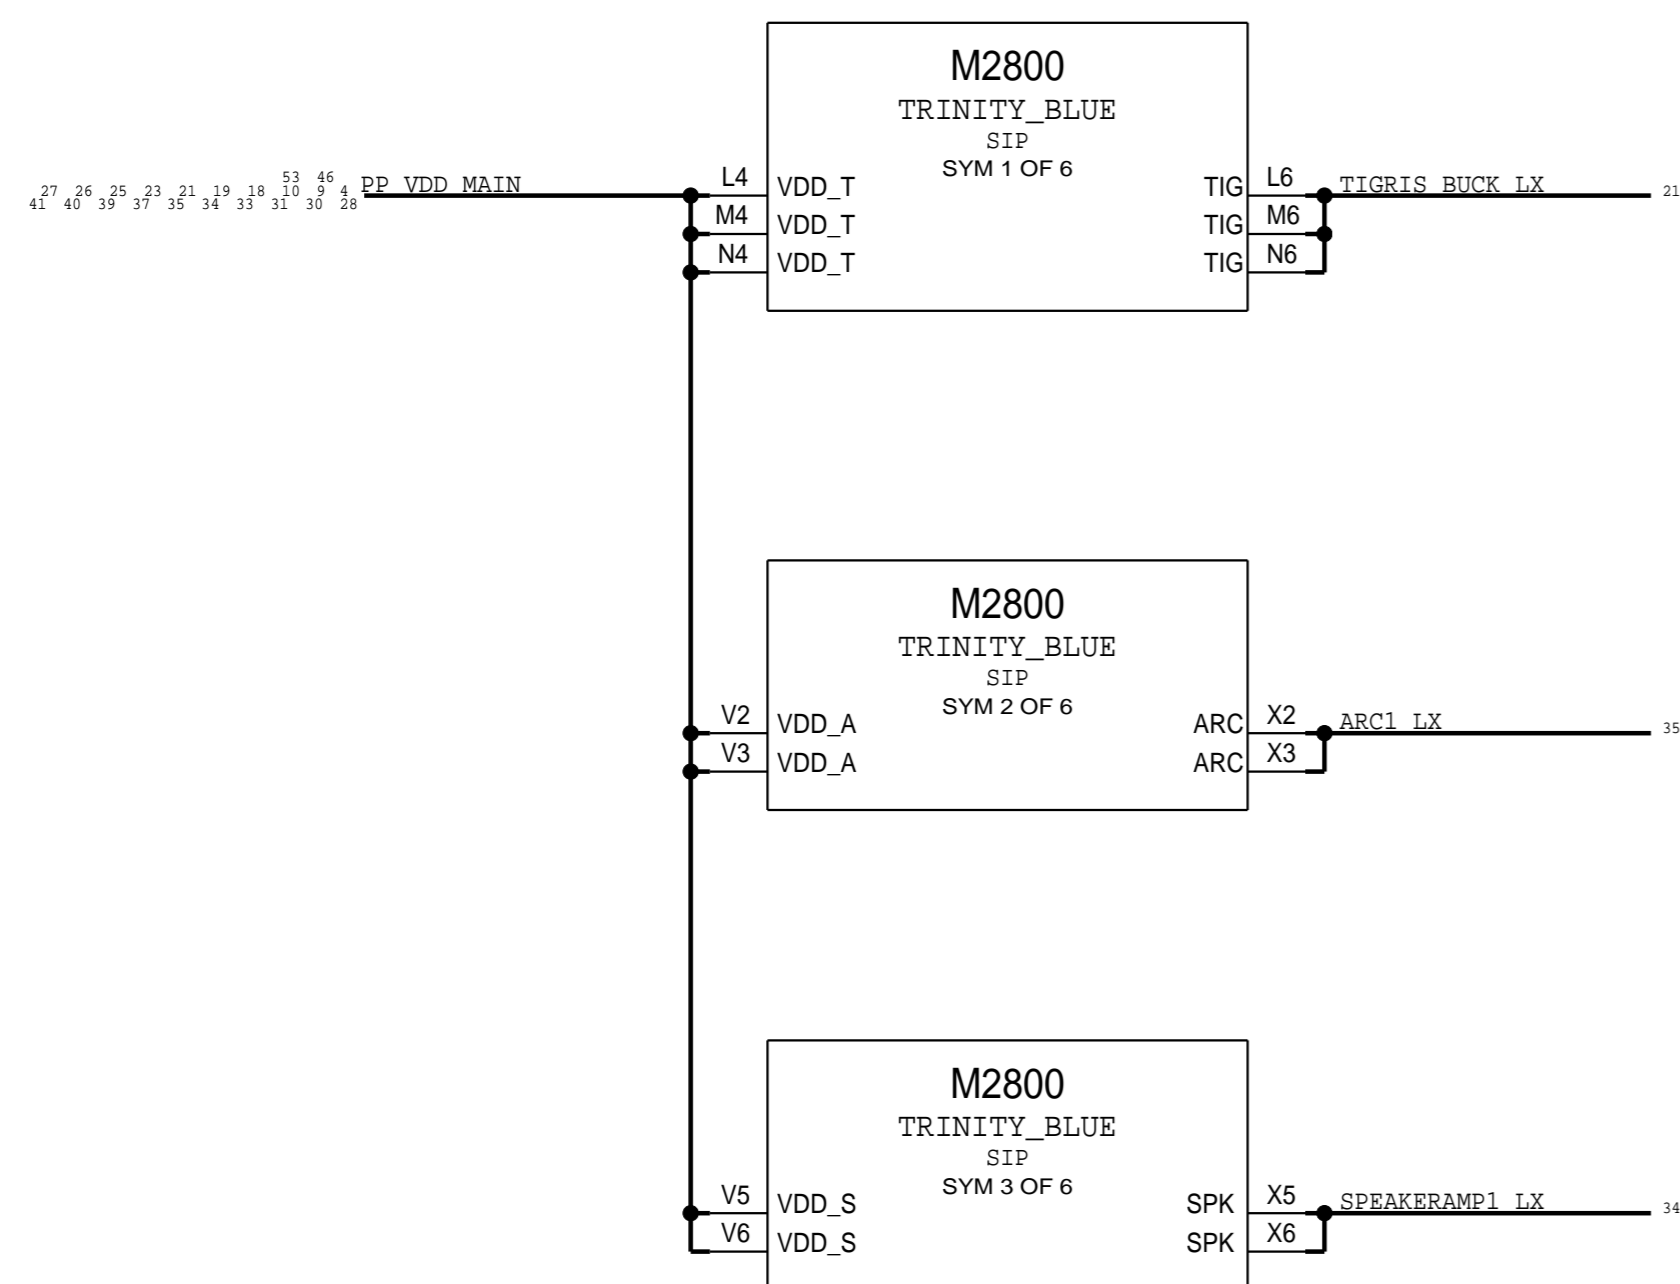 M2800
TRINITY_BLUE
SIP
SYM 1 OF 6
53 46
27 26 25 23 21 19 18 10 9 4 PP_VDD_MAIN
41 40 39 37 35 34 33 31 30 28
L4 VDD_T TIG L6 TIGRIS_BUCK_LX 21
M4 VDD_T TIG M6
N4 VDD_T TIG N6
M2800
TRINITY_BLUE
SIP
SYM 2 OF 6
V2 VDD_A ARC X2 ARC1_LX 35
V3 VDD_A ARC X3
M2800
TRINITY_BLUE
SIP
SYM 3 OF 6
V5 VDD_S SPK X5 SPEAKERAMP1_LX 34
V6 VDD_S SPK X6